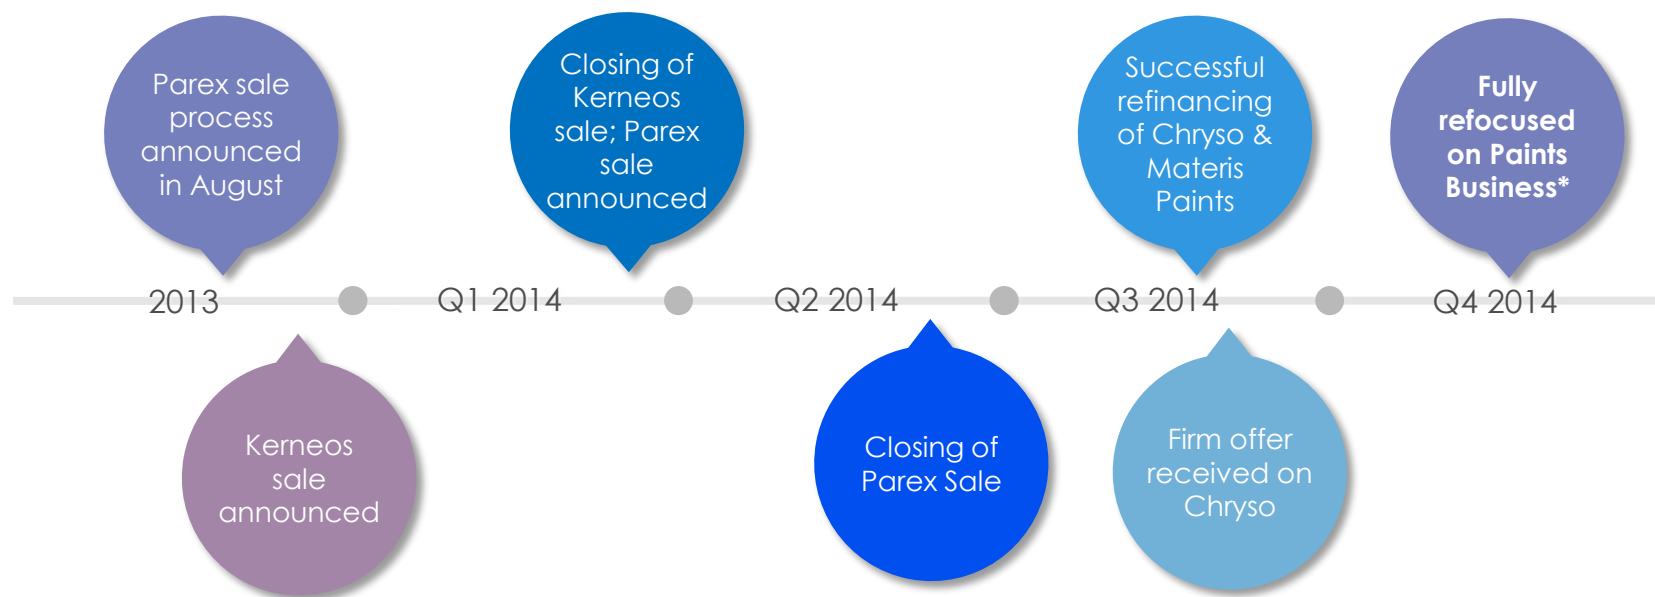 Parex sale
process
announced
in August
Closing of
Kerneos
sale; Parex
sale
announced
Successful
refinancing
of Chryso &
Materis
Paints
Fully
refocused
on Paints
Business*
2013
Q1 2014
Q2 2014
Q3 2014
Q4 2014
Kerneos
sale
announced
Closing of
Parex Sale
Firm offer
received on
Chryso